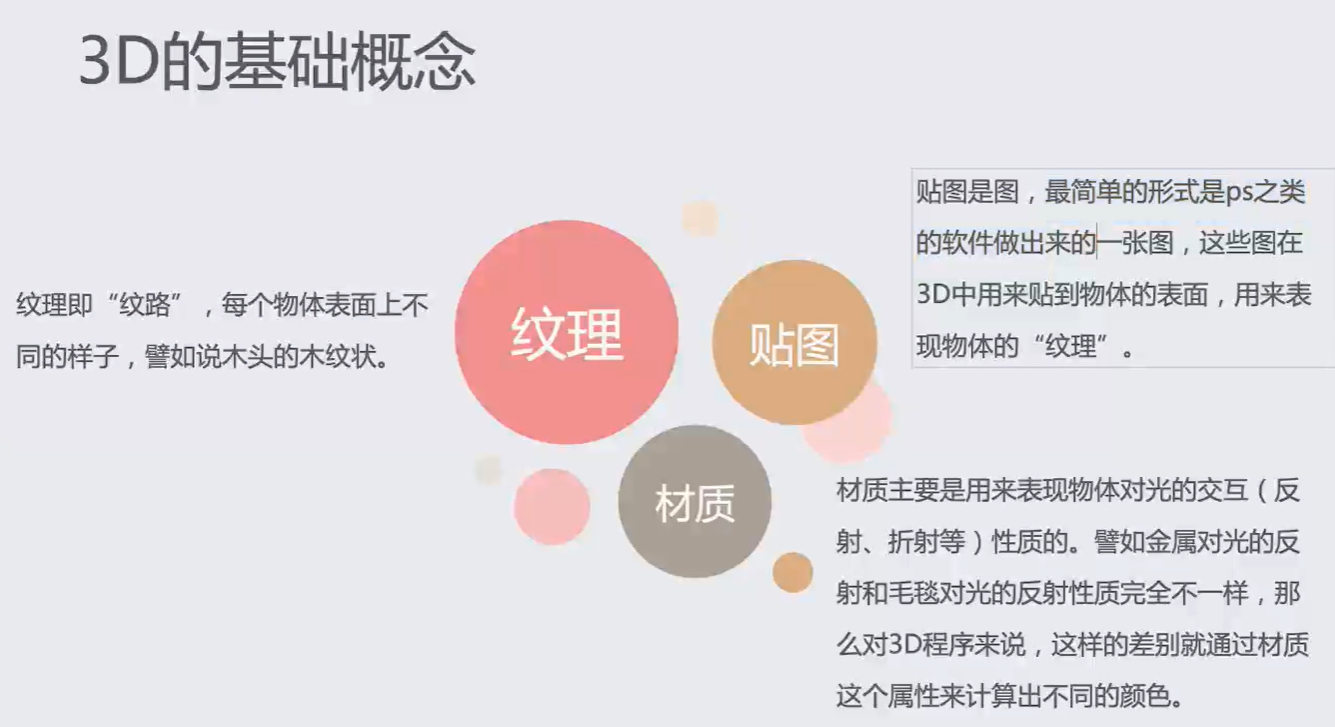 3D的基础概念
纹理即“纹路”，每个物体表面上不
同的样子，譬如说木头的木纹状。
纹理
贴图
材质
贴图是图，最简单的形式是ps之类
的软件做出来的一张图，这些图在
3D中用来贴到物体的表面，用来表
现物体的“纹理”。
材质主要是用来表现物体对光的交互（反
射、折射等）性质的。譬如金属对光的反
射和毛毯对光的反射性质完全不一样，那
么对3D程序来说，这样的差别就通过材质
这个属性来计算出不同的颜色。